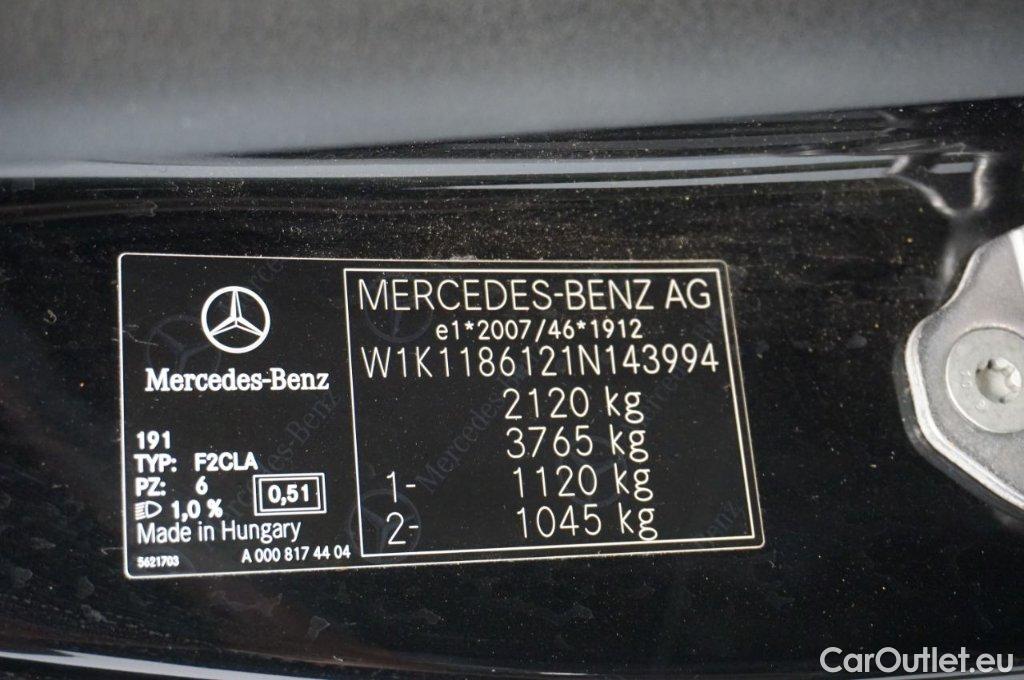 Mercedes-Benz
191
TYP: F2CLA
PZ: 6
0,51
1,0 %
Made in Hungary
5621703
A 000 817 44 04
MERCEDES-BENZ AG
e1*2007/46*1912
W1K1186121N143994
2120 kg
3765 kg
1- 1120 kg
2- 1045 kg
CarOutlet.eu